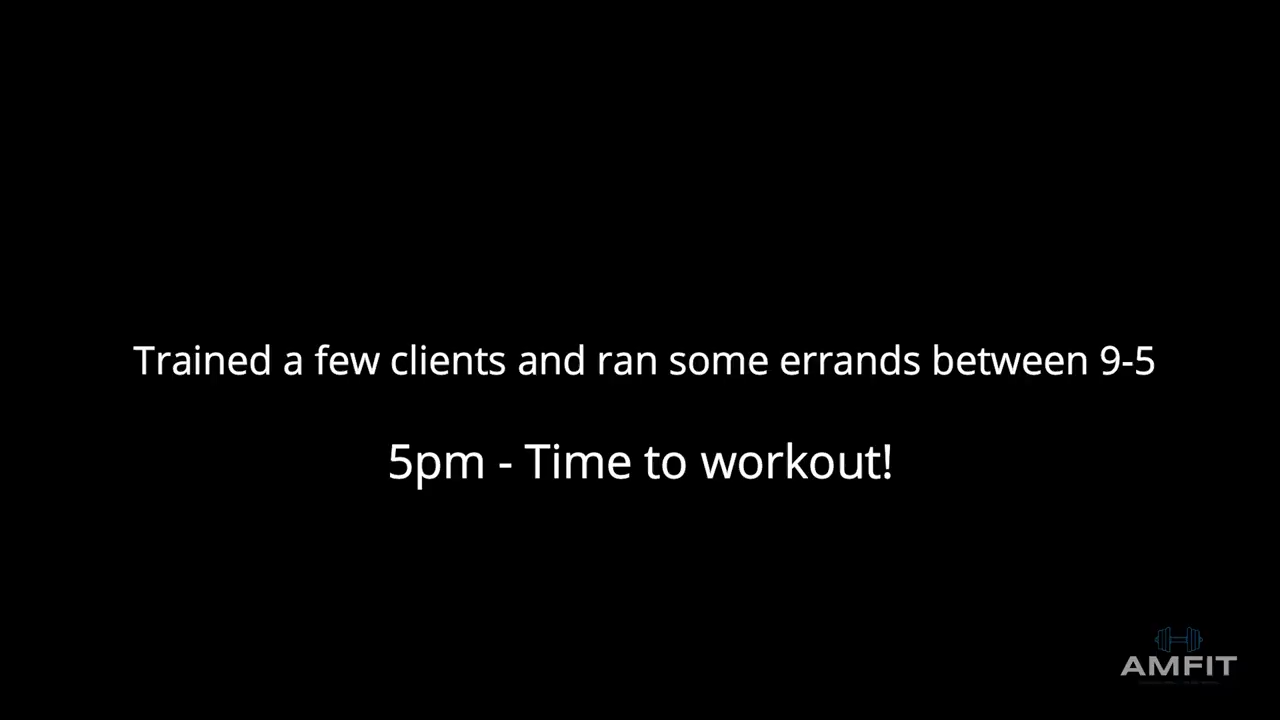 Trained a few clients and ran some errands between 9-5
5pm - Time to workout!
AMFIT